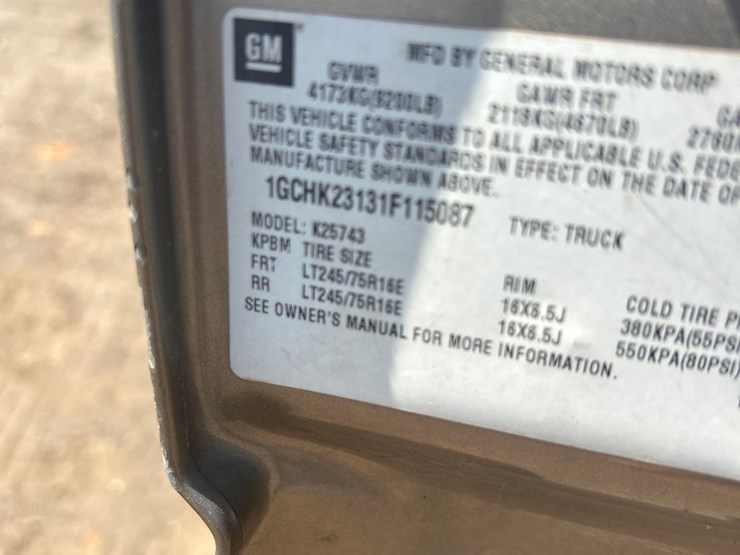 GM
MFD BY GENERAL MOTORS CORP
GVWR GAWR FRT GA
4173KG(9200LB) 2118KG(4670LB) 2760
THIS VEHICLE CONFORMS TO ALL APPLICABLE U.S. FEDE
VEHICLE SAFETY STANDARDS IN EFFECT ON THE DATE OF
MANUFACTURE SHOWN ABOVE.
1GCHK23131F115087 TYPE: TRUCK
MODEL: K25743
KPBM TIRE SIZE RIM COLD TIRE P
FRT LT245/75R16E 16X6.5J 380KPA(55PSI
RR LT245/75R16E 16X6.5J 550KPA(80PSI)
SEE OWNER'S MANUAL FOR MORE INFORMATION.